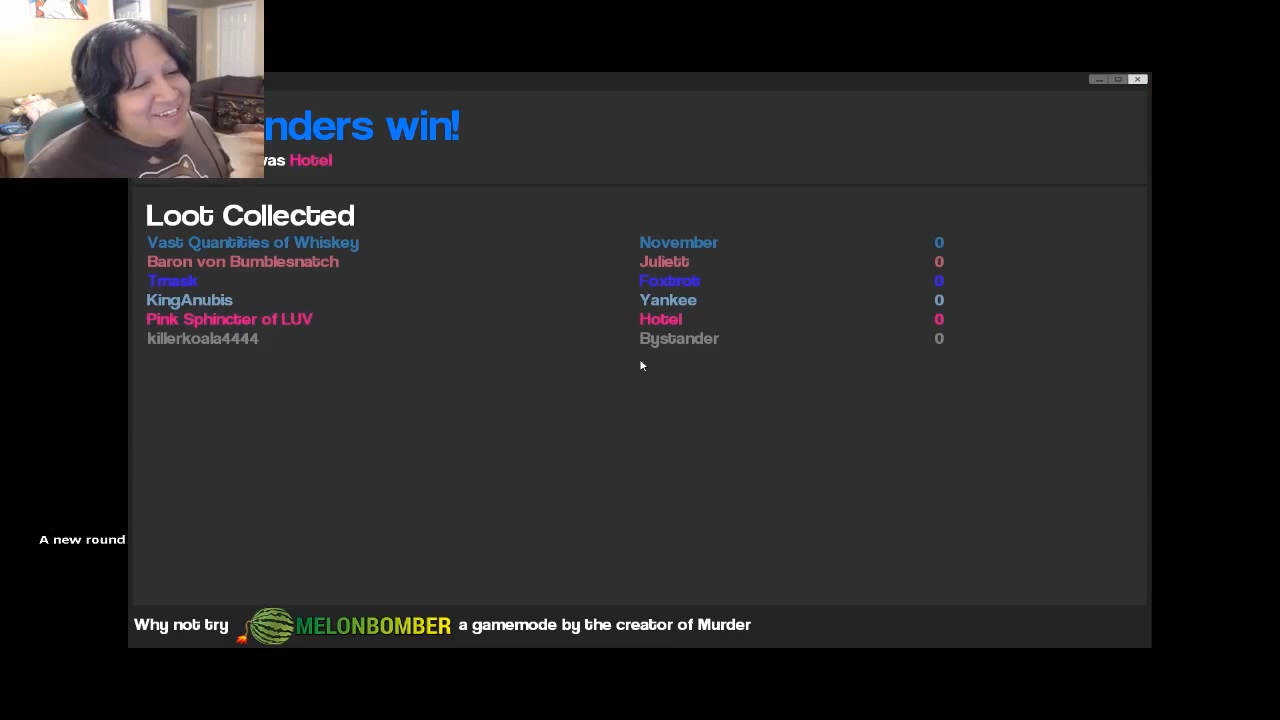 nders win!
was Hotel
Loot Collected
Vast Quantities of Whiskey November 0
Baron von Bumblesnatch Juliett 0
Tmask Foxtrot 0
KingAnubis Yankee 0
Pink Sphincter of LUV Hotel 0
killerkoala4444 Bystander 0
A new round
Why not try MELONBOMBER a gamemode by the creator of Murder